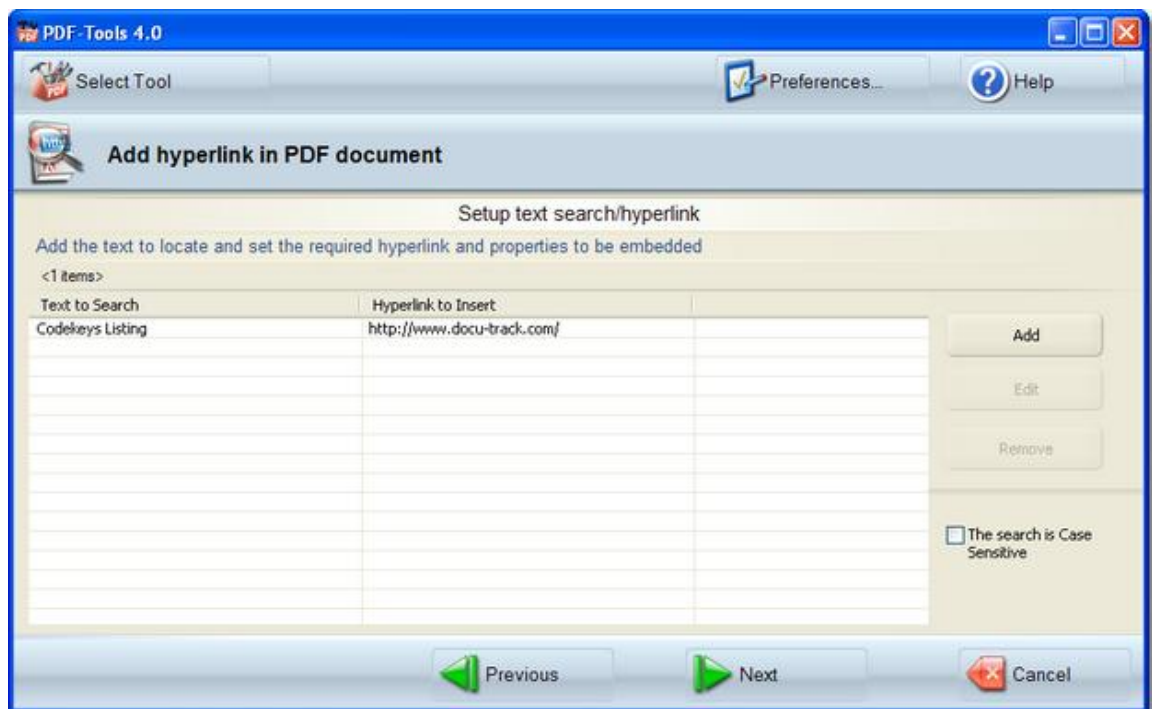 PDF-Tools 4.0
Select Tool
Preferences...
Help
Add hyperlink in PDF document
Setup text search/hyperlink
Add the text to locate and set the required hyperlink and properties to be embedded
<1 items>
Text to Search
Hyperlink to Insert
Codekeys Listing
http://www.docu-track.com/
Add
Edit
Remove
The search is Case
Sensitive
Previous
Next
Cancel